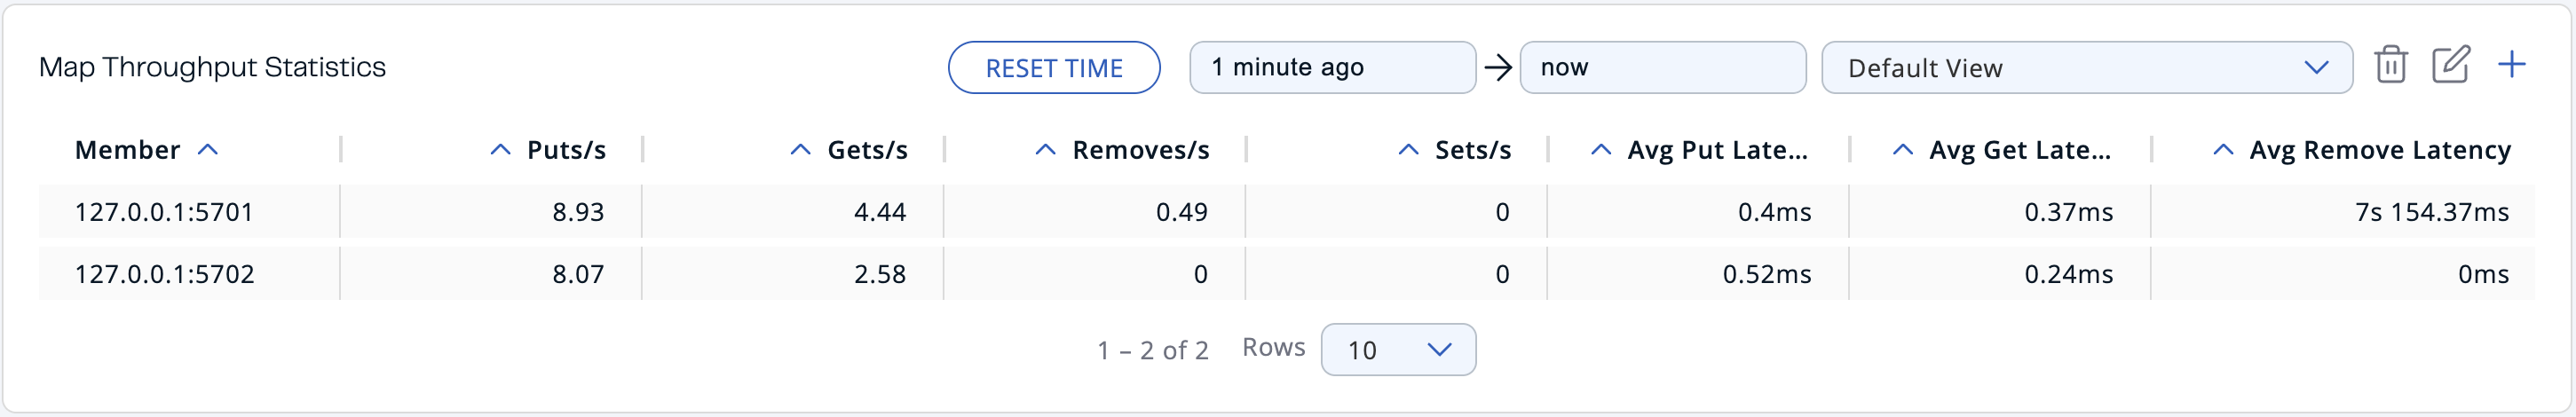 Map Throughput Statistics RESET TIME 1 minute ago → now Default View
Member Puts/s Gets/s Removes/s Sets/s Avg Put Late... Avg Get Late... Avg Remove Latency
127.0.0.1:5701 8.93 4.44 0.49 0 0.4ms 0.37ms 7s 154.37ms
127.0.0.1:5702 8.07 2.58 0 0 0.52ms 0.24ms 0ms
1 – 2 of 2 Rows 10